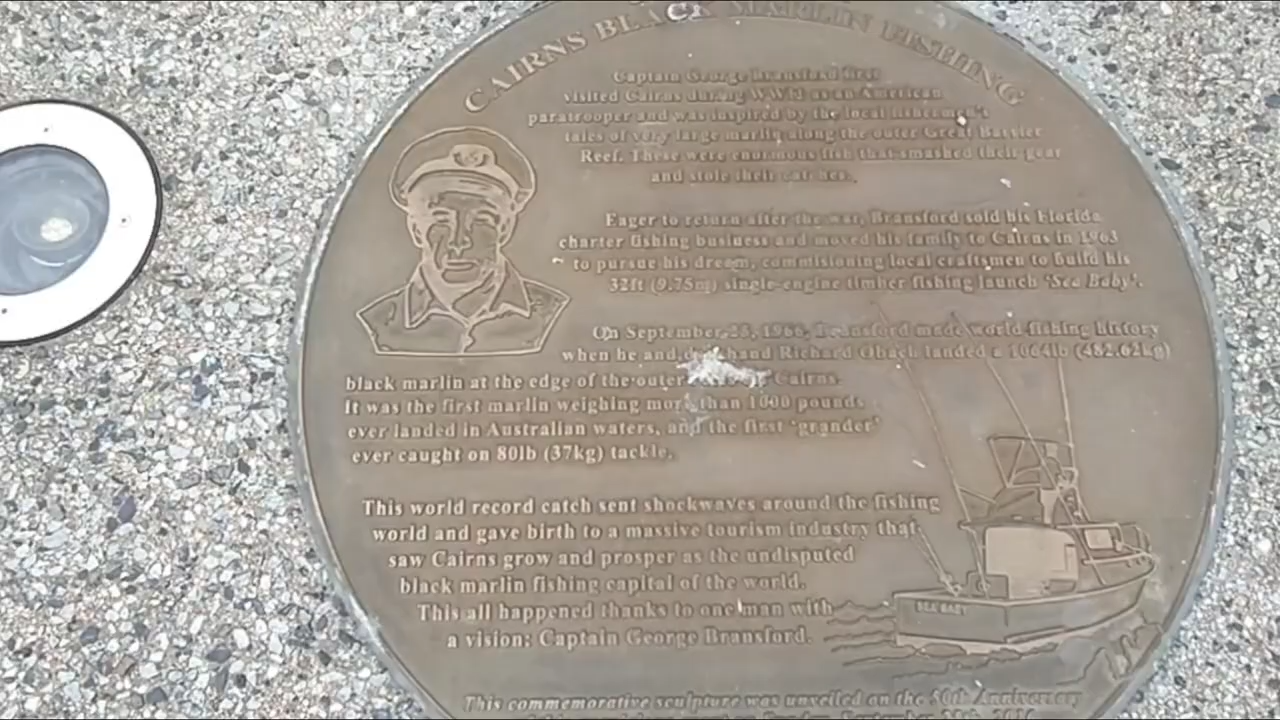 CAIRNS BLACK MARLIN FISHING
Captain George Bransford first
visited Cairns during WWII as an American
paratrooper and was inspired by the local fishermen's
tales of very large marlin along the outer Great Barrier
Reef. These were enormous fish that smashed their gear
and stole their catches.
Eager to return after the war, Bransford sold his Florida
charter fishing business and moved his family to Cairns in 1963
to pursue his dream, commisioning local craftsmen to build his
32ft (9.75m) single-engine timber fishing launch 'Sea Baby'.
On September 25, 1966, Bransford made world fishing history
when he and deckhand Richard Obach landed a 1064lb (482.62kg)
black marlin at the edge of the outer Cairns.
It was the first marlin weighing more than 1000 pounds
ever landed in Australian waters, and the first 'grander'
ever caught on 80lb (37kg) tackle.
This world record catch sent shockwaves around the fishing
world and gave birth to a massive tourism industry that
saw Cairns grow and prosper as the undisputed
black marlin fishing capital of the world.
This all happened thanks to one man with
a vision: Captain George Bransford.
SEA BABY
This commemorative sculpture was unveiled on the 50th Anniversary